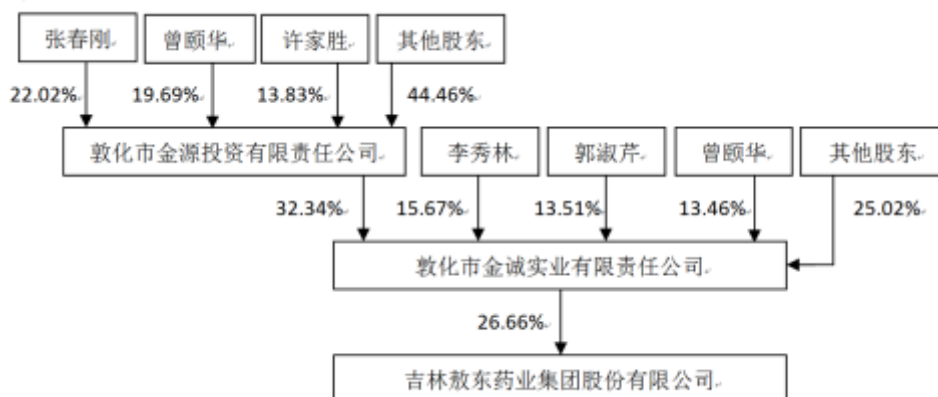 张春刚
曾颐华
许家胜
其他股东
22.02%
19.69%
13.83%
44.46%
敦化市金源投资有限责任公司
李秀林
郭淑芹
曾颐华
其他股东
32.34%
15.67%
13.51%
13.46%
25.02%
敦化市金诚实业有限责任公司
26.66%
吉林敖东药业集团股份有限公司